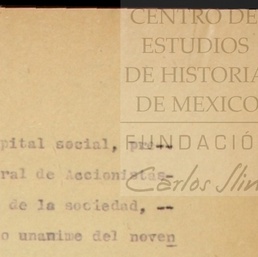 CENTRO DE
ESTUDIOS
DE HISTORIA
DE MEXICO
FUNDACIÓ
Carlos Slim
pital social, pre--
ral de Accionistas-
de la sociedad, --
o unanime del noven